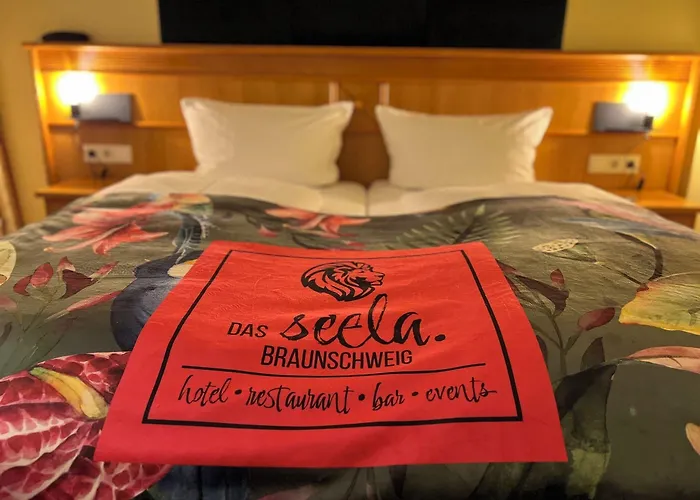 DAS seela.
BRAUNSCHWEIG
hotel • restaurant • bar • events